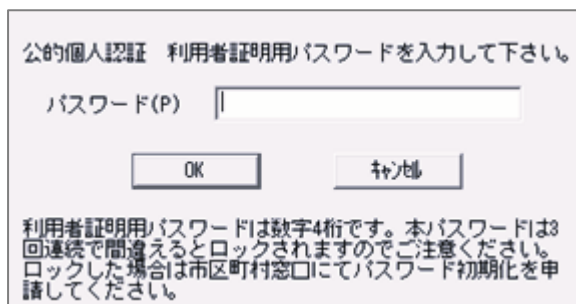 公的個人認証　利用者証明用パスワードを入力して下さい。
パスワード(P)
OK
ｷｬﾝｾﾙ
利用者証明用パスワードは数字4桁です。本パスワードは3
回連続で間違えるとロックされますのでご注意ください。
ロックした場合は市区町村窓口にてパスワード初期化を申
請してください。